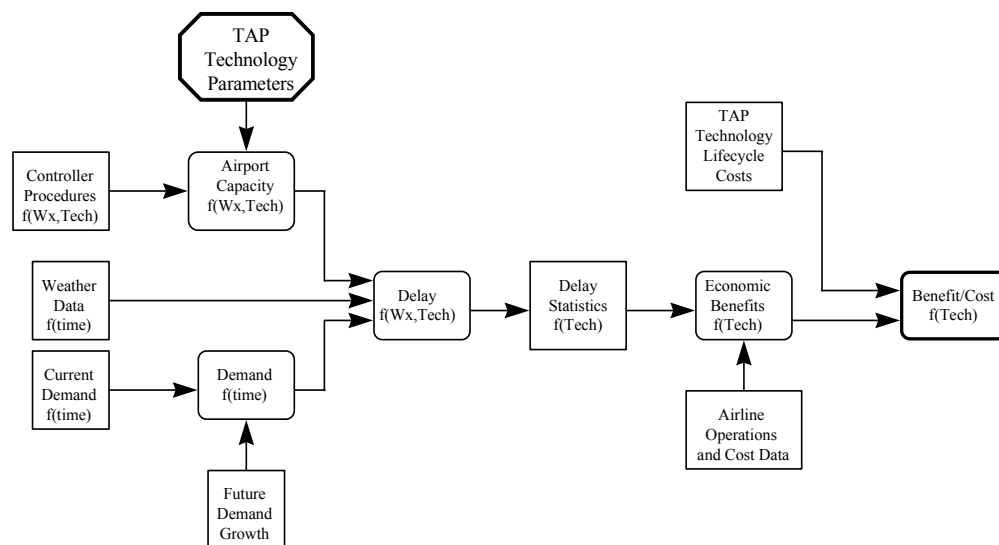 TAP
Technology
Parameters
TAP
Technology
Lifecycle
Costs
Controller
Procedures
f(Wx,Tech)
Airport
Capacity
f(Wx,Tech)
Weather
Data
f(time)
Delay
f(Wx,Tech)
Delay
Statistics
f(Tech)
Economic
Benefits
f(Tech)
Benefit/Cost
f(Tech)
Current
Demand
f(time)
Demand
f(time)
Airline
Operations
and Cost Data
Future
Demand
Growth